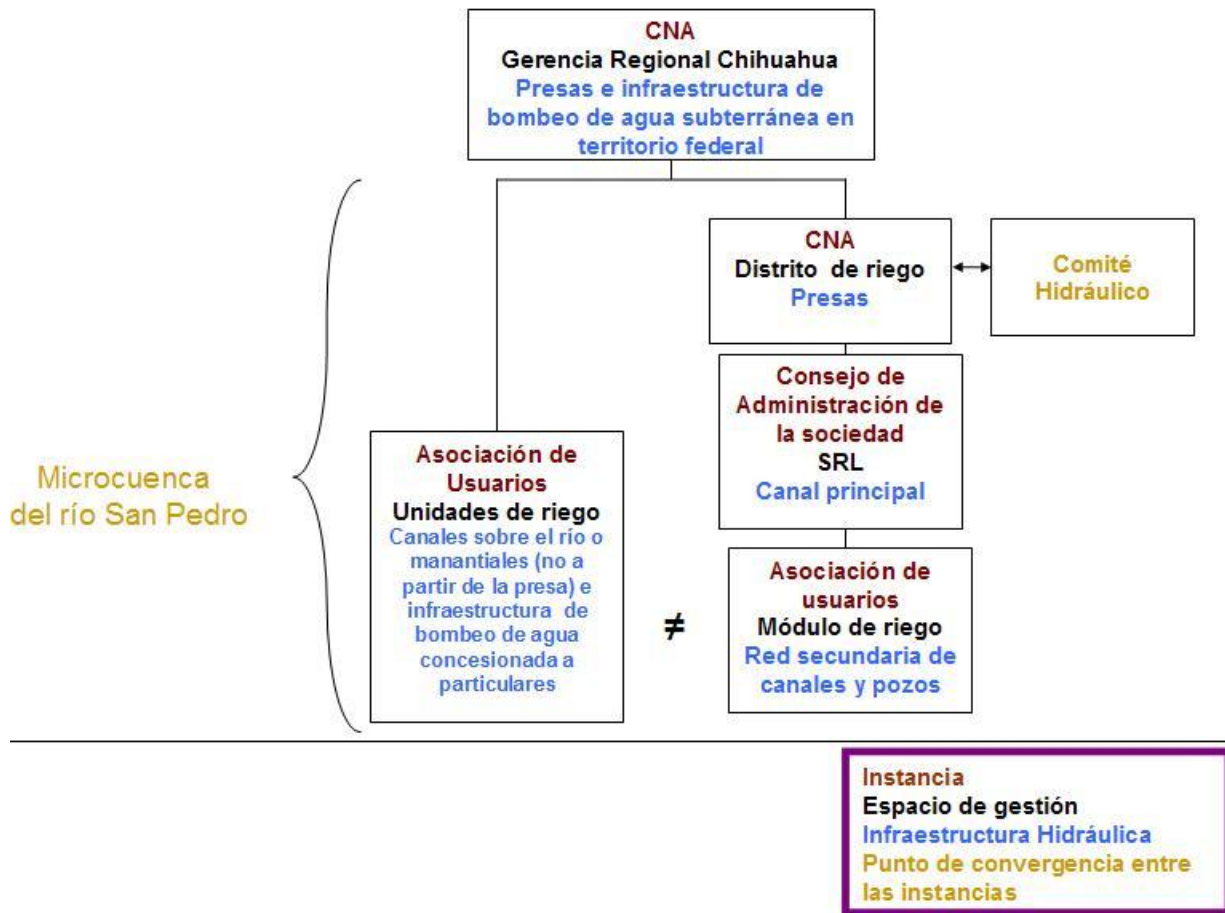 CNA
Gerencia Regional Chihuahua
Presas e infraestructura de
bombeo de agua subterránea en
territorio federal
CNA
Distrito de riego
Presas
Comité
Hidráulico
Consejo de
Administración de
la sociedad
SRL
Canal principal
Microcuenca
del río San Pedro
Asociación de
Usuarios
Unidades de riego
Canales sobre el río o
manantiales (no a
partir de la presa) e
infraestructura de
bombeo de agua
concesionada a
particulares
≠
Asociación de
usuarios
Módulo de riego
Red secundaria de
canales y pozos
Instancia
Espacio de gestión
Infraestructura Hidráulica
Punto de convergencia entre
las instancias